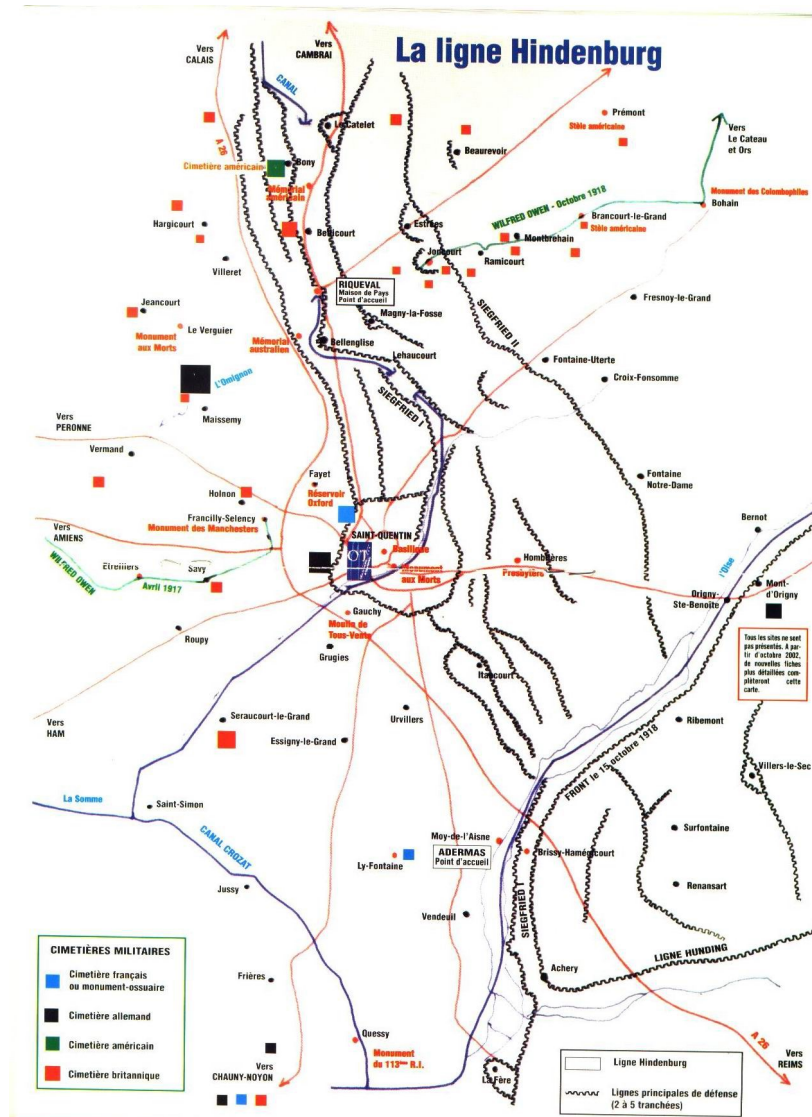 La ligne Hindenburg
Vers
CALAIS
Vers
CAMBRAI
CANAL
A 26
Le Catelet
Prémont
Stèle américaine
Vers
Le Cateau
et Ors
Beaurevoir
Cimetière américain
Bony
Mémorial
américain
WILFRED OWEN - Octobre 1918
Monument des Colombophiles
Bohain
Brancourt-le-Grand
Stèle américaine
Hargicourt
Bellicourt
Estrées
Montbrehain
Joncourt
Ramicourt
Villeret
RIQUEVAL
Maison de Pays
Point d'accueil
Fresnoy-le-Grand
Jeancourt
Magny-la-Fosse
SIEGFRIED II
Le Verguier
Monument
aux Morts
Mémorial
australien
Bellenglise
Lehaucourt
Fontaine-Uterte
L'Omignon
Croix-Fonsomme
SIEGFRIED I
Maissemy
Vers
PERONNE
Vermand
Fayet
Réservoir
Oxford
Fontaine
Notre-Dame
Holnon
Francilly-Selency
Monument des Manchesters
Vers
AMIENS
SAINT-QUENTIN
OT
Basilique
Monument
aux Morts
Homblières
Presbytère
Bernot
l'Oise
WILFRED OWEN
Etreillers
Savy
Avril 1917
Origny-
Ste-Benoîte
Mont-
d'Origny
Gauchy
Moulin de
Tous-Vents
Roupy
Grugies
Itancourt
Tous les sites ne sont
pas présentés. A par
tir d'octobre 2002,
de nouvelles fiches
plus détaillées com-
plèteront cette
carte.
Vers
HAM
Seraucourt-le-Grand
Urvillers
Essigny-le-Grand
Ribemont
FRONT le 15 octobre 1918
Villers-le-Sec
La Somme
Saint-Simon
CANAL CROZAT
Surfontaine
Moy-de-l'Aisne
ADERMAS
Point d'accueil
Brissy-Hamégicourt
Ly-Fontaine
Jussy
Renansart
SIEGFRIED I
Vendeuil
LIGNE HUNDING
CIMETIÈRES MILITAIRES
Cimetière français
ou monument-ossuaire
Cimetière allemand
Cimetière américain
Cimetière britannique
Frières
Achery
Quessy
Monument
du 113ème R.I.
Vers
CHAUNY-NOYON
La Fère
A 26
Vers
REIMS
Ligne Hindenburg
Lignes principales de défense
(2 à 5 tranchées)